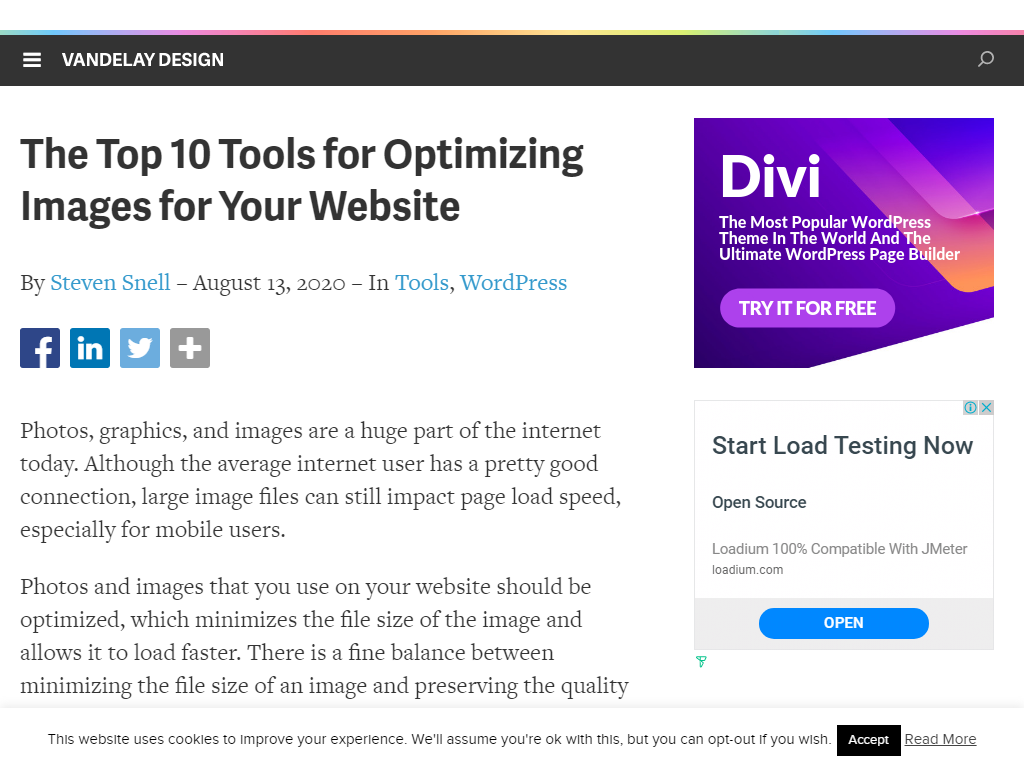 VANDELAY DESIGN
The Top 10 Tools for Optimizing
Images for Your Website
By Steven Snell – August 13, 2020 – In Tools, WordPress
Photos, graphics, and images are a huge part of the internet
today. Although the average internet user has a pretty good
connection, large image files can still impact page load speed,
especially for mobile users.
Photos and images that you use on your website should be
optimized, which minimizes the file size of the image and
allows it to load faster. There is a fine balance between
minimizing the file size of an image and preserving the quality
Divi
The Most Popular WordPress
Theme In The World And The
Ultimate WordPress Page Builder
TRY IT FOR FREE
Start Load Testing Now
Open Source
Loadium 100% Compatible With JMeter
loadium.com
OPEN
This website uses cookies to improve your experience. We'll assume you're ok with this, but you can opt-out if you wish. Accept Read More